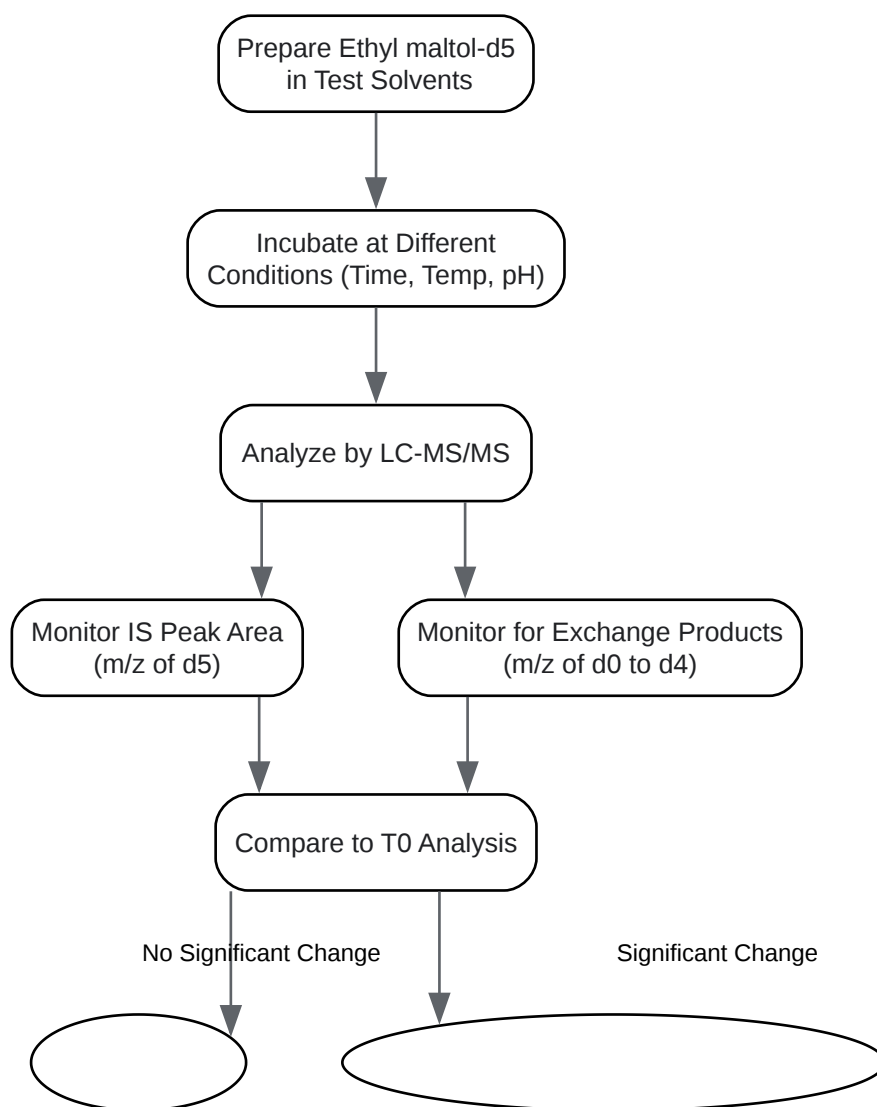 Prepare Ethyl maltol-d5
in Test Solvents
Incubate at Different
Conditions (Time, Temp, pH)
Analyze by LC-MS/MS
Monitor IS Peak Area
(m/z of d5)
Monitor for Exchange Products
(m/z of d0 to d4)
Compare to T0 Analysis
No Significant Change
Significant Change